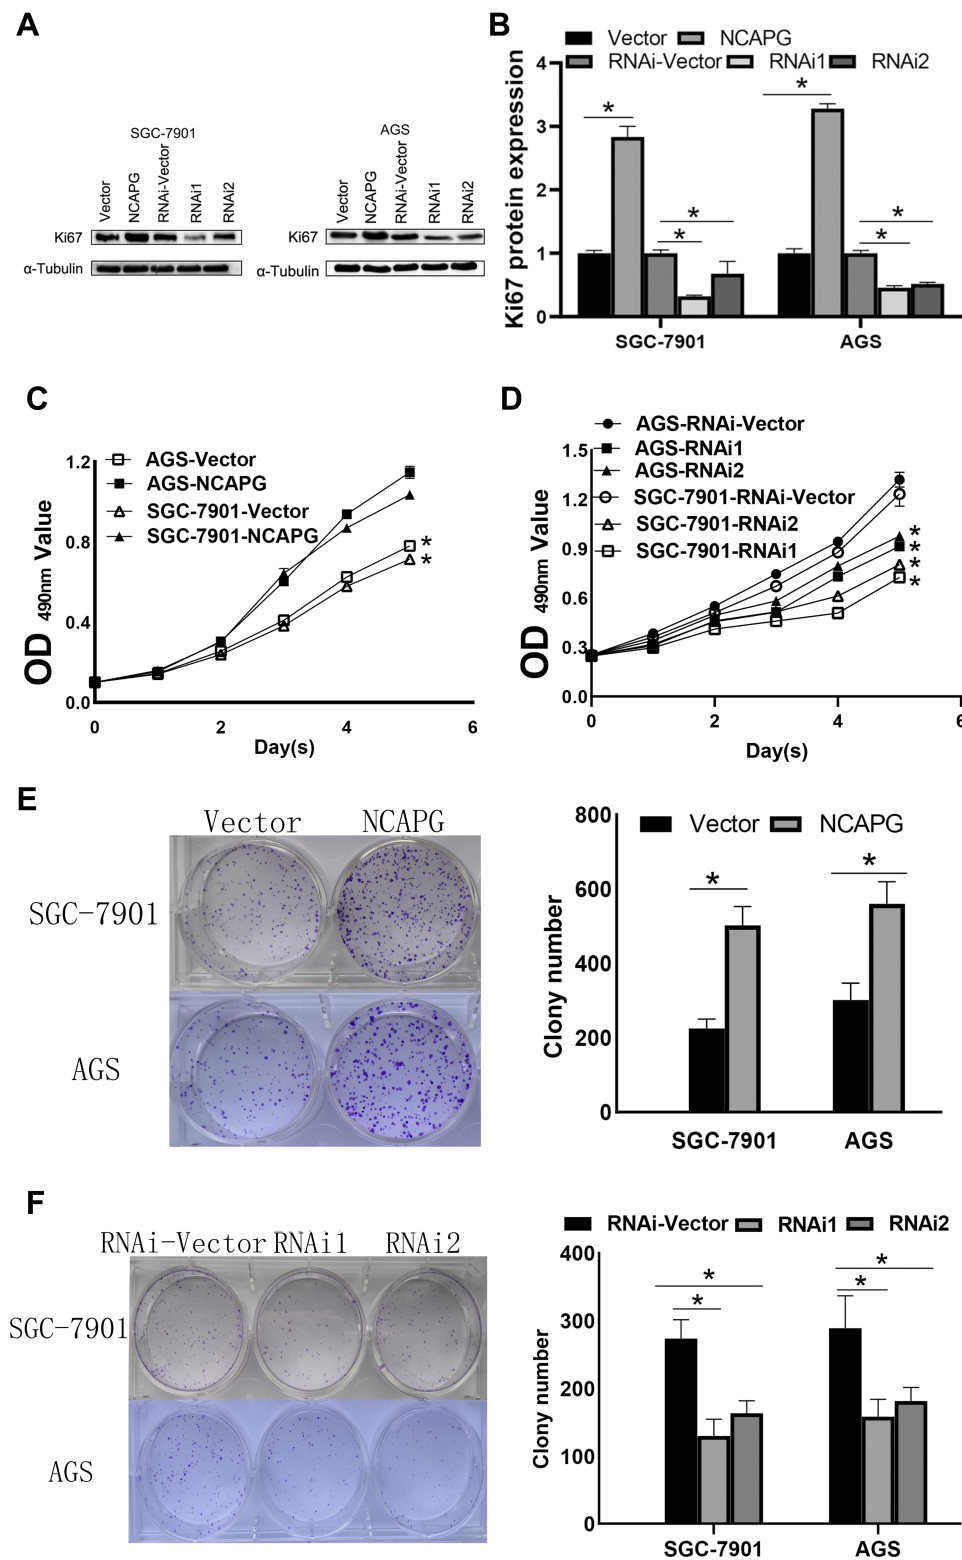 A
SGC-7901
Vector
NCAPG
RNAi-Vector
RNAi1
RNAi2
Ki67
α-Tubulin
AGS
Vector
NCAPG
RNAi-Vector
RNAi1
RNAi2
Ki67
α-Tubulin
B
Vector NCAPG
RNAi-Vector RNAi1 RNAi2
Ki67 protein expression
4
3
2
1
0
* * * * * *
SGC-7901 AGS
C
AGS-Vector
AGS-NCAPG
SGC-7901-Vector
SGC-7901-NCAPG
OD 490nm Value
1.2
0.8
0.4
0.0
*
*
0 2 4 6
Day(s)
D
AGS-RNAi-Vector
AGS-RNAi1
AGS-RNAi2
SGC-7901-RNAi-Vector
SGC-7901-RNAi2
SGC-7901-RNAi1
OD 490nm Value
1.5
1.2
0.9
0.6
0.3
0.0
*
*
*
*
0 2 4 6
Day(s)
E
Vector NCAPG
SGC-7901
AGS
Vector NCAPG
Clony number
800
600
400
200
0
* *
SGC-7901 AGS
F
RNAi-Vector RNAi1 RNAi2
SGC-7901
AGS
RNAi-Vector RNAi1 RNAi2
Clony number
400
300
200
100
0
* * * *
SGC-7901 AGS